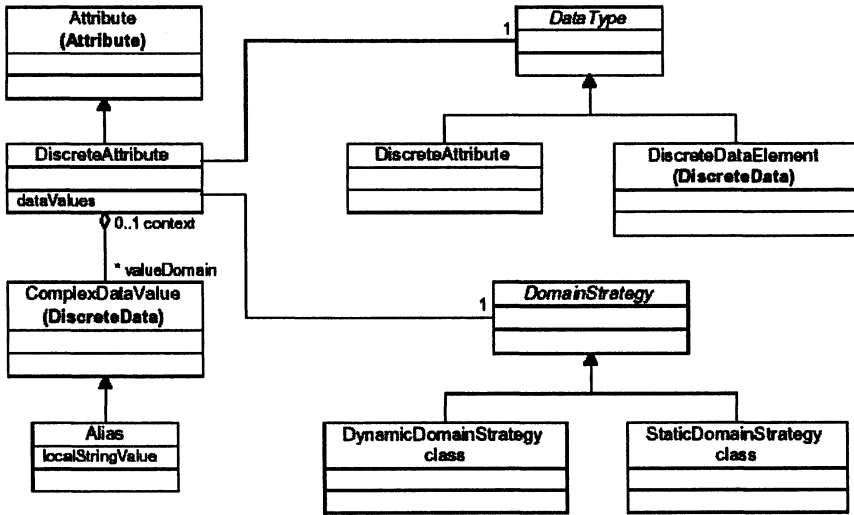 Attribute
(Attribute)
1
DataType
DiscreteAttribute
dataValues
DiscreteAttribute
DiscreteDataElement
(DiscreteData)
0..1 context
* valueDomain
ComplexDataValue
(DiscreteData)
1
DomainStrategy
Alias
localStringValue
DynamicDomainStrategy
class
StaticDomainStrategy
class